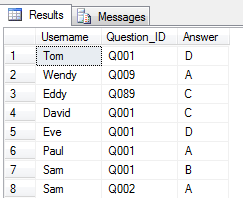 Results Messages
Username Question_ID Answer
1 Tom Q001 D
2 Wendy Q009 A
3 Eddy Q089 C
4 David Q001 C
5 Eve Q001 D
6 Paul Q001 A
7 Sam Q001 B
8 Sam Q002 A